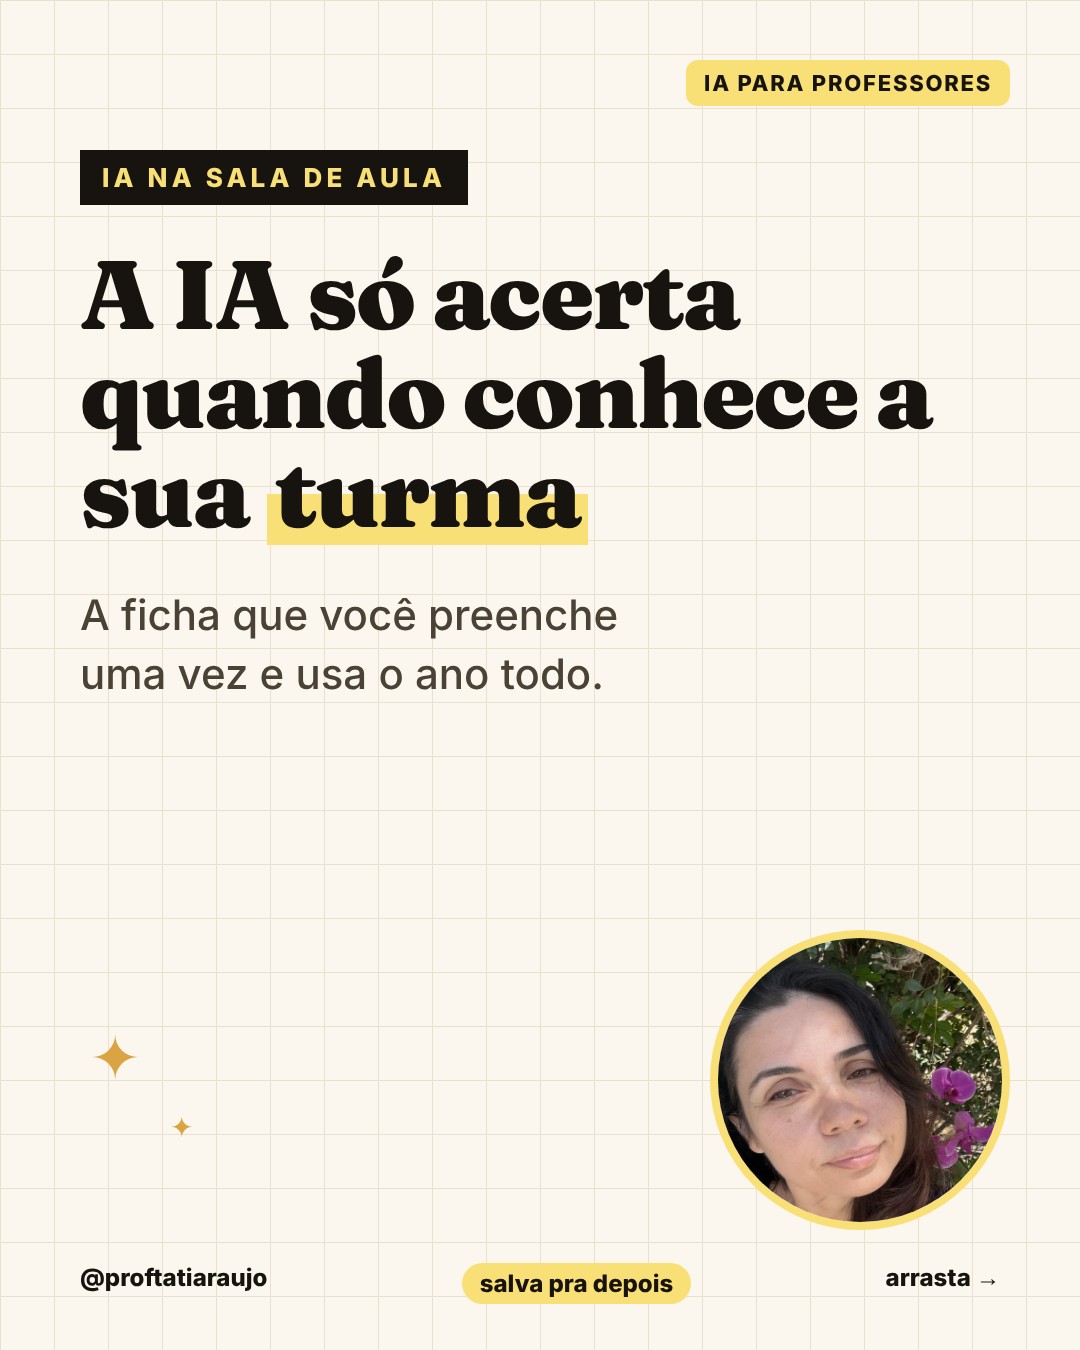 IA PARA PROFESSORES
IA NA SALA DE AULA
A IA só acerta
quando conhece a
sua turma
A ficha que você preenche
uma vez e usa o ano todo.
@proftatiaraujo
salva pra depois
arrasta →